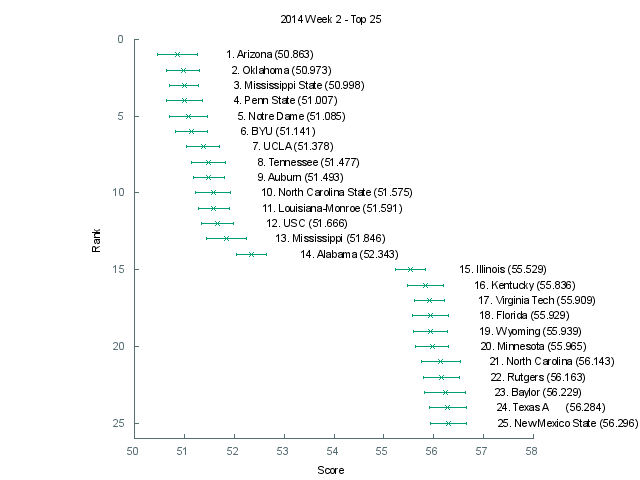 2014 Week 2 - Top 25
0
5
10
15
20
25
Rank
1. Arizona (50.863)
2. Oklahoma (50.973)
3. Mississippi State (50.998)
4. Penn State (51.007)
5. Notre Dame (51.085)
6. BYU (51.141)
7. UCLA (51.378)
8. Tennessee (51.477)
9. Auburn (51.493)
10. North Carolina State (51.575)
11. Louisiana-Monroe (51.591)
12. USC (51.666)
13. Mississippi (51.846)
14. Alabama (52.343)
15. Illinois (55.529)
16. Kentucky (55.836)
17. Virginia Tech (55.909)
18. Florida (55.929)
19. Wyoming (55.939)
20. Minnesota (55.965)
21. North Carolina (56.143)
22. Rutgers (56.163)
23. Baylor (56.229)
24. Texas A (56.284)
25. New Mexico State (56.296)
50 51 52 53 54 55 56 57 58
Score